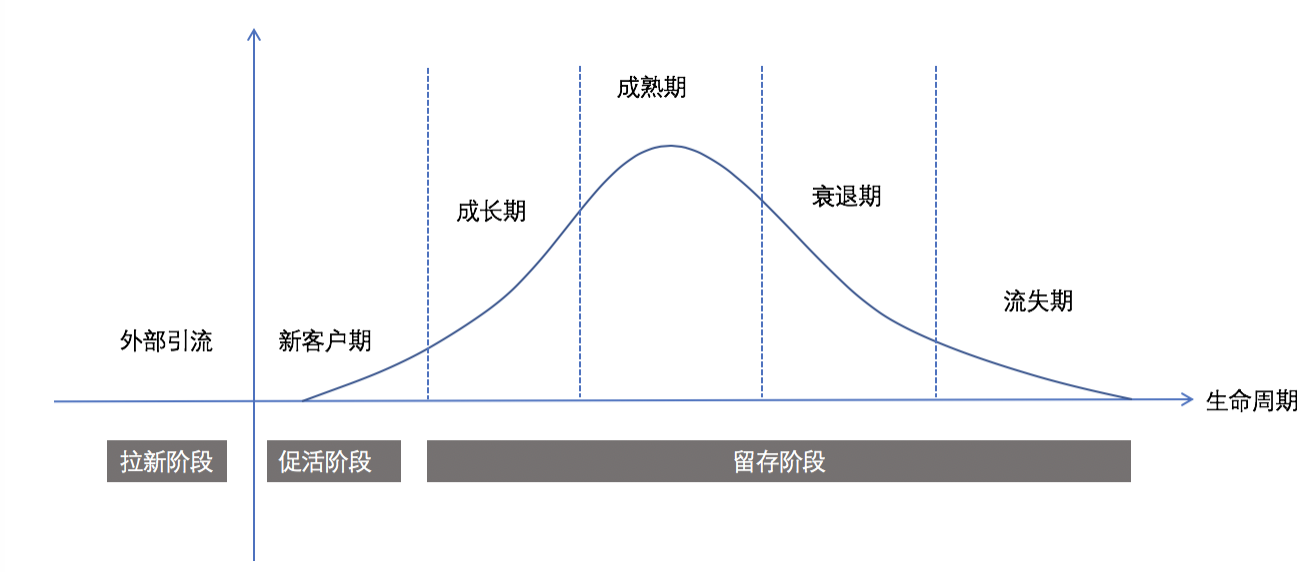 成熟期
衰退期
成长期
流失期
外部引流
新客户期
生命周期
拉新阶段
促活阶段
留存阶段